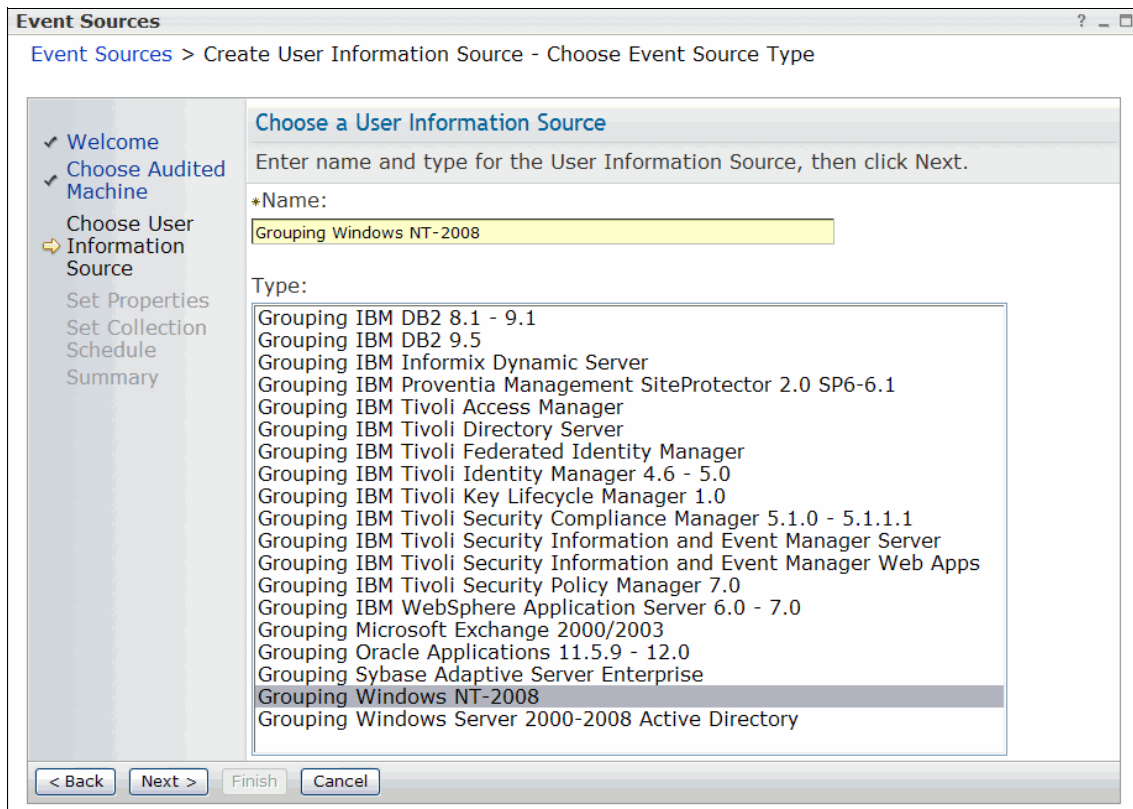 Event Sources
?
Event Sources > Create User Information Source - Choose Event Source Type
Welcome
Choose Audited
Machine
Choose User
Information
Source
Set Properties
Set Collection
Schedule
Summary
Choose a User Information Source
Enter name and type for the User Information Source, then click Next.
*Name:
Grouping Windows NT-2008
Type:
Grouping IBM DB2 8.1 - 9.1
Grouping IBM DB2 9.5
Grouping IBM Informix Dynamic Server
Grouping IBM Proventia Management SiteProtector 2.0 SP6-6.1
Grouping IBM Tivoli Access Manager
Grouping IBM Tivoli Directory Server
Grouping IBM Tivoli Federated Identity Manager
Grouping IBM Tivoli Identity Manager 4.6 - 5.0
Grouping IBM Tivoli Key Lifecycle Manager 1.0
Grouping IBM Tivoli Security Compliance Manager 5.1.0 - 5.1.1.1
Grouping IBM Tivoli Security Information and Event Manager Server
Grouping IBM Tivoli Security Information and Event Manager Web Apps
Grouping IBM Tivoli Security Policy Manager 7.0
Grouping IBM WebSphere Application Server 6.0 - 7.0
Grouping Microsoft Exchange 2000/2003
Grouping Oracle Applications 11.5.9 - 12.0
Grouping Sybase Adaptive Server Enterprise
Grouping Windows NT-2008
Grouping Windows Server 2000-2008 Active Directory
< Back Next > Finish Cancel